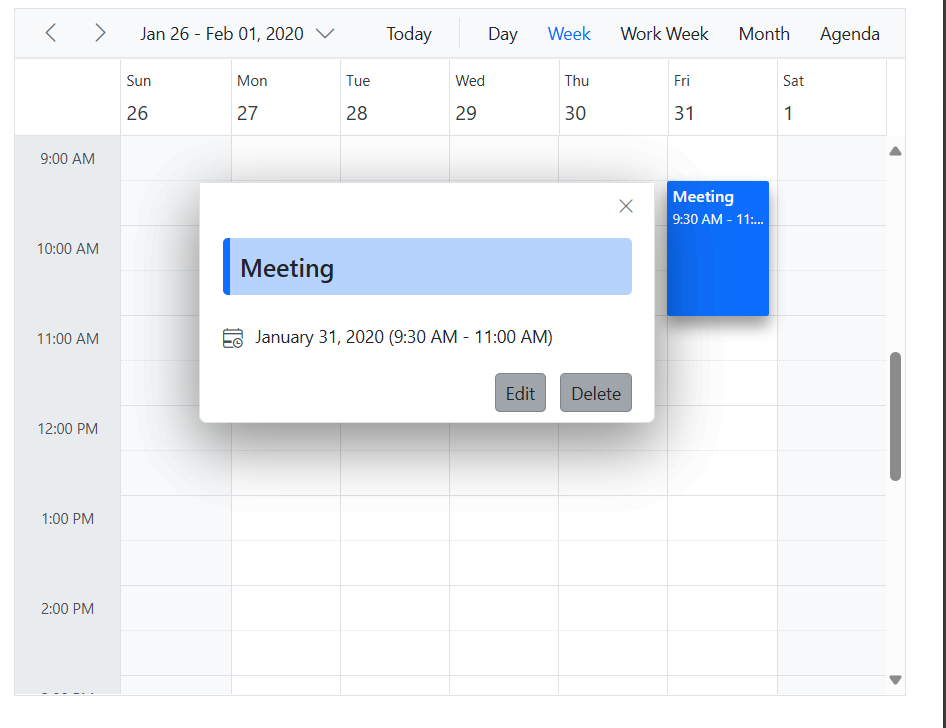 Jan 26 - Feb 01, 2020 Today Day Week Work Week Month Agenda
Sun Mon Tue Wed Thu Fri Sat
26 27 28 29 30 31 1
9:00 AM
Meeting
9:30 AM - 11:...
10:00 AM
Meeting
January 31, 2020 (9:30 AM - 11:00 AM)
11:00 AM
Edit Delete
12:00 PM
1:00 PM
2:00 PM